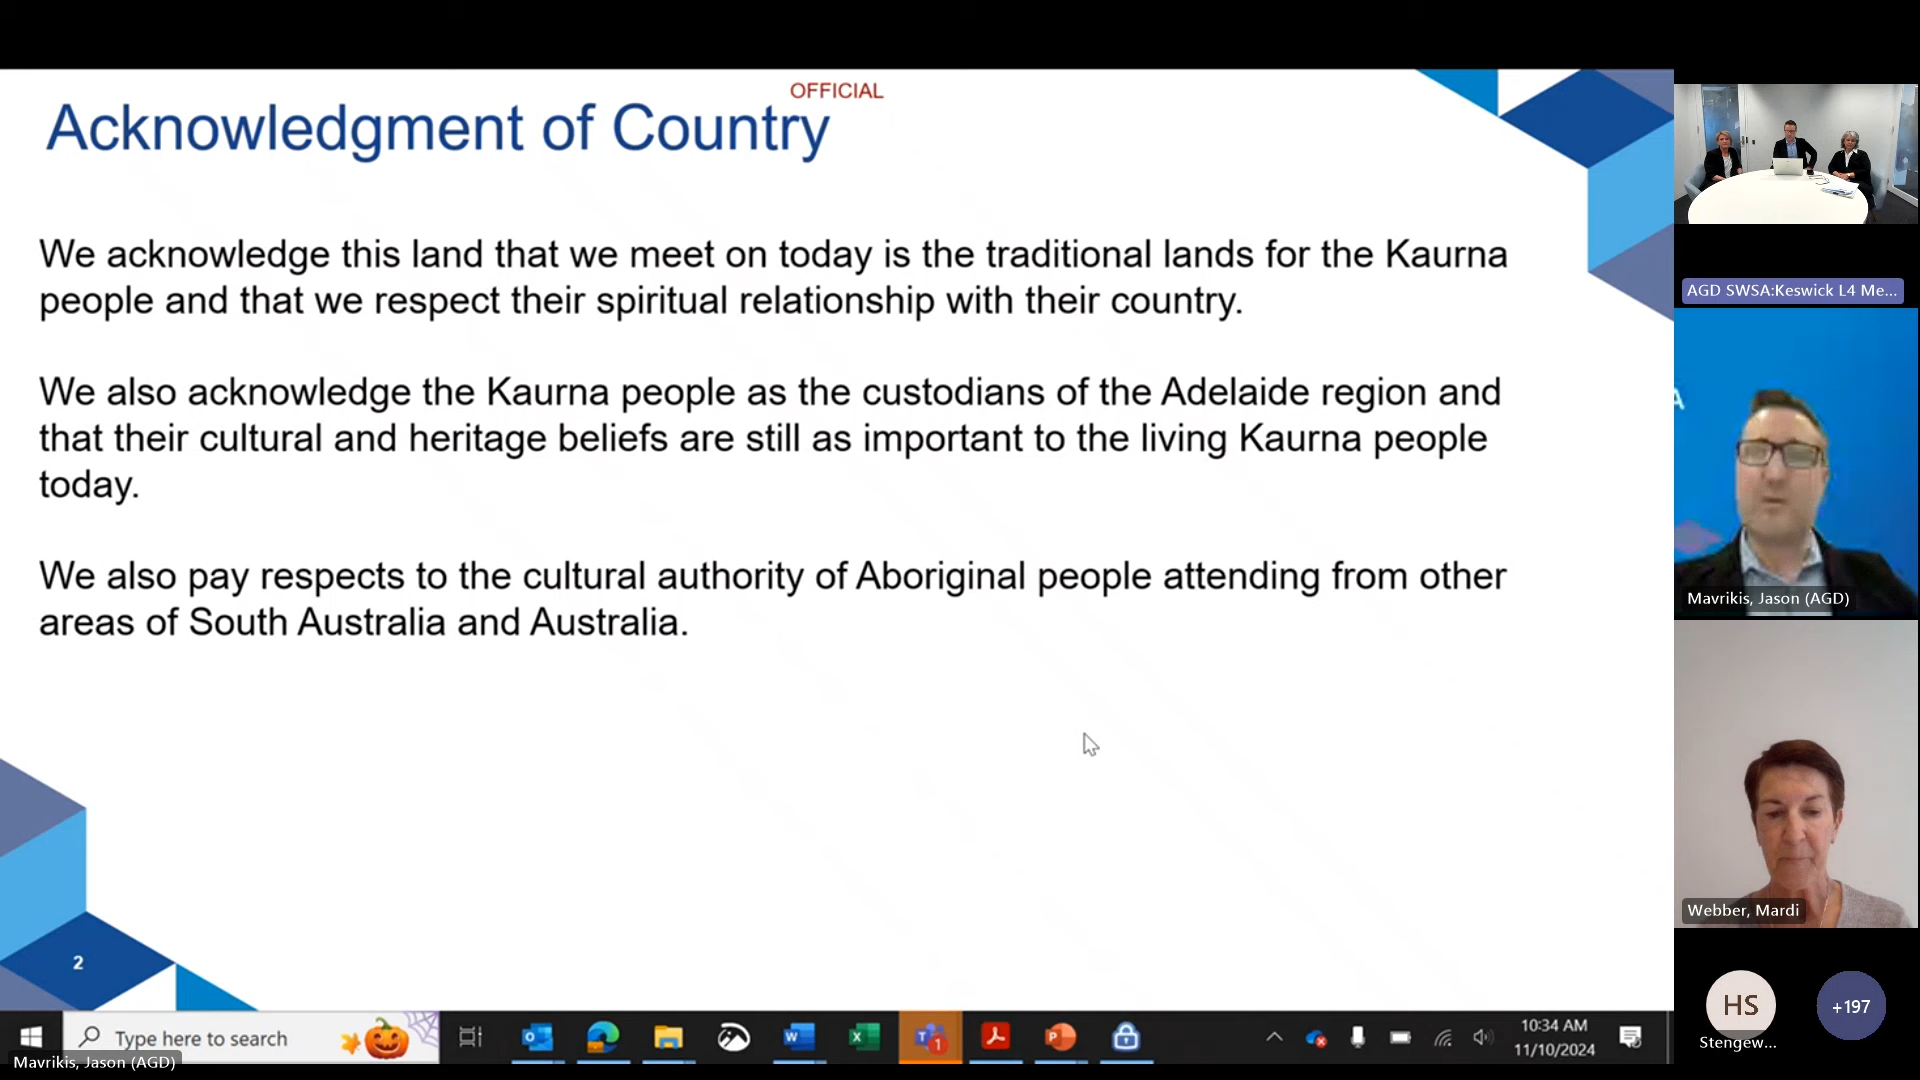 OFFICIAL
Acknowledgment of Country
We acknowledge this land that we meet on today is the traditional lands for the Kaurna
people and that we respect their spiritual relationship with their country.
We also acknowledge the Kaurna people as the custodians of the Adelaide region and
that their cultural and heritage beliefs are still as important to the living Kaurna people
today.
We also pay respects to the cultural authority of Aboriginal people attending from other
areas of South Australia and Australia.
2
AGD SWSA:Keswick L4 Me...
A
Mavrikis, Jason (AGD)
Webber, Mardi
HS
+197
Stengew...
Type here to search
1
10:34 AM
11/10/2024
Mavrikis, Jason (AGD)